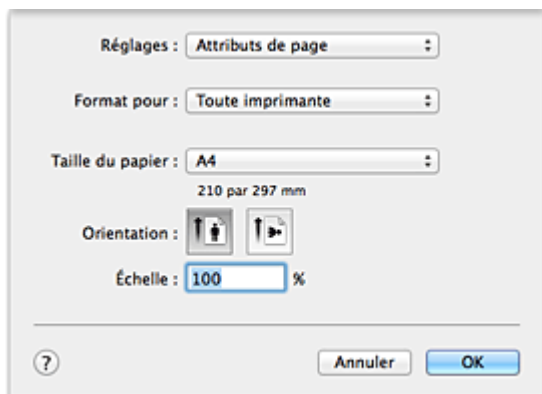 Réglages : Attributs de page
Format pour : Toute imprimante
Taille du papier : A4
210 par 297 mm
Orientation :
Échelle : 100 %
? Annuler OK